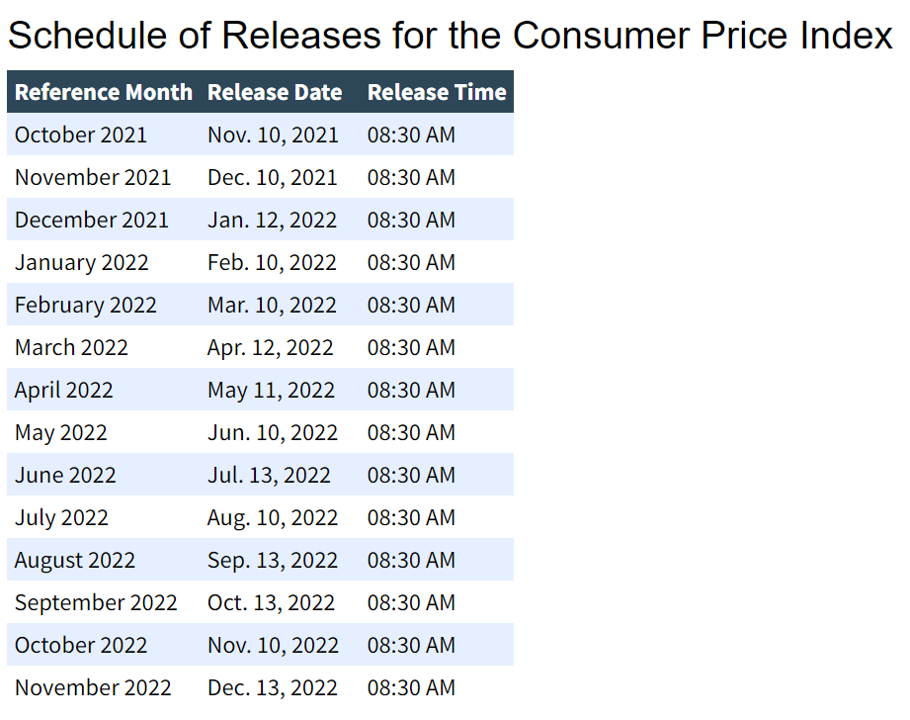 Schedule of Releases for the Consumer Price Index
Reference Month Release Date Release Time
October 2021 Nov. 10, 2021 08:30 AM
November 2021 Dec. 10, 2021 08:30 AM
December 2021 Jan. 12, 2022 08:30 AM
January 2022 Feb. 10, 2022 08:30 AM
February 2022 Mar. 10, 2022 08:30 AM
March 2022 Apr. 12, 2022 08:30 AM
April 2022 May 11, 2022 08:30 AM
May 2022 Jun. 10, 2022 08:30 AM
June 2022 Jul. 13, 2022 08:30 AM
July 2022 Aug. 10, 2022 08:30 AM
August 2022 Sep. 13, 2022 08:30 AM
September 2022 Oct. 13, 2022 08:30 AM
October 2022 Nov. 10, 2022 08:30 AM
November 2022 Dec. 13, 2022 08:30 AM